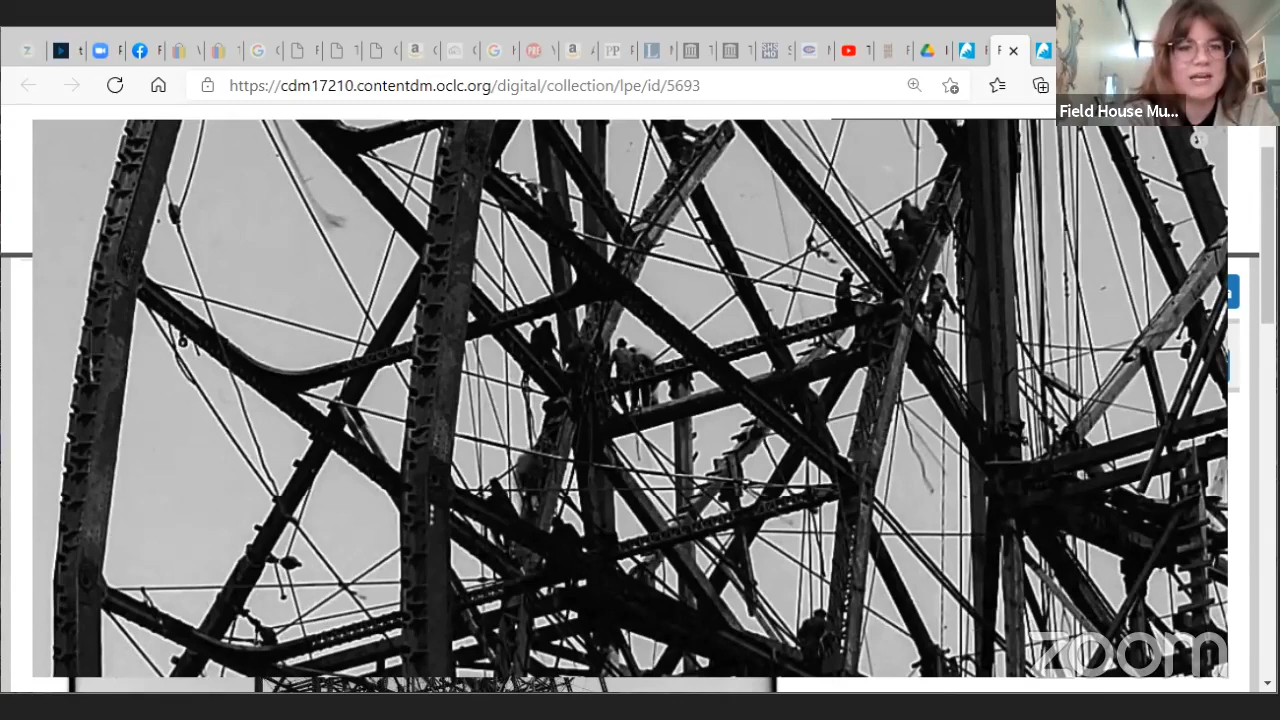 https://cdm17210.contentdm.oclc.org/digital/collection/lpe/id/5693
Field House Mu...
zoom